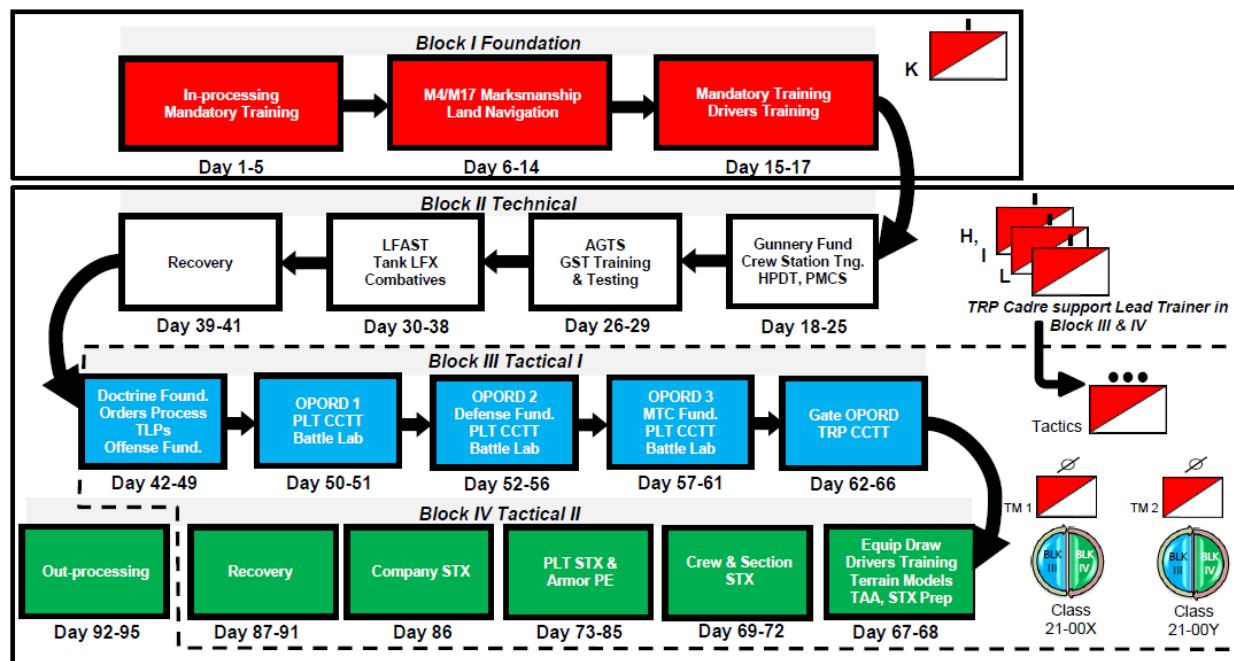 Block I Foundation
K
In-processing
Mandatory Training
M4/M17 Marksmanship
Land Navigation
Mandatory Training
Drivers Training
Day 1-5
Day 6-14
Day 15-17
Block II Technical
Recovery
LFAST
Tank LFX
Combatives
AGTS
GST Training
& Testing
Gunnery Fund
Crew Station Tng.
HPDT, PMCS
H,
I
L
Day 39-41
Day 30-38
Day 26-29
Day 18-25
TRP Cadre support Lead Trainer in
Block III & IV
Block III Tactical I
Doctrine Found.
Orders Process
TLPs
Offense Fund.
OPORD 1
PLT CCTT
Battle Lab
OPORD 2
Defense Fund.
PLT CCTT
Battle Lab
OPORD 3
MTC Fund.
PLT CCTT
Battle Lab
Gate OPORD
TRP CCTT
Tactics
Day 42-49
Day 50-51
Day 52-56
Day 57-61
Day 62-66
Block IV Tactical II
TM 1
TM 2
Out-processing
Recovery
Company STX
PLT STX &
Armor PE
Crew & Section
STX
Equip Draw
Drivers Training
Terrain Models
TAA, STX Prep
BLK
III
BLK
IV
BLK
III
BLK
IV
Class
21-00X
Class
21-00Y
Day 92-95
Day 87-91
Day 86
Day 73-85
Day 69-72
Day 67-68